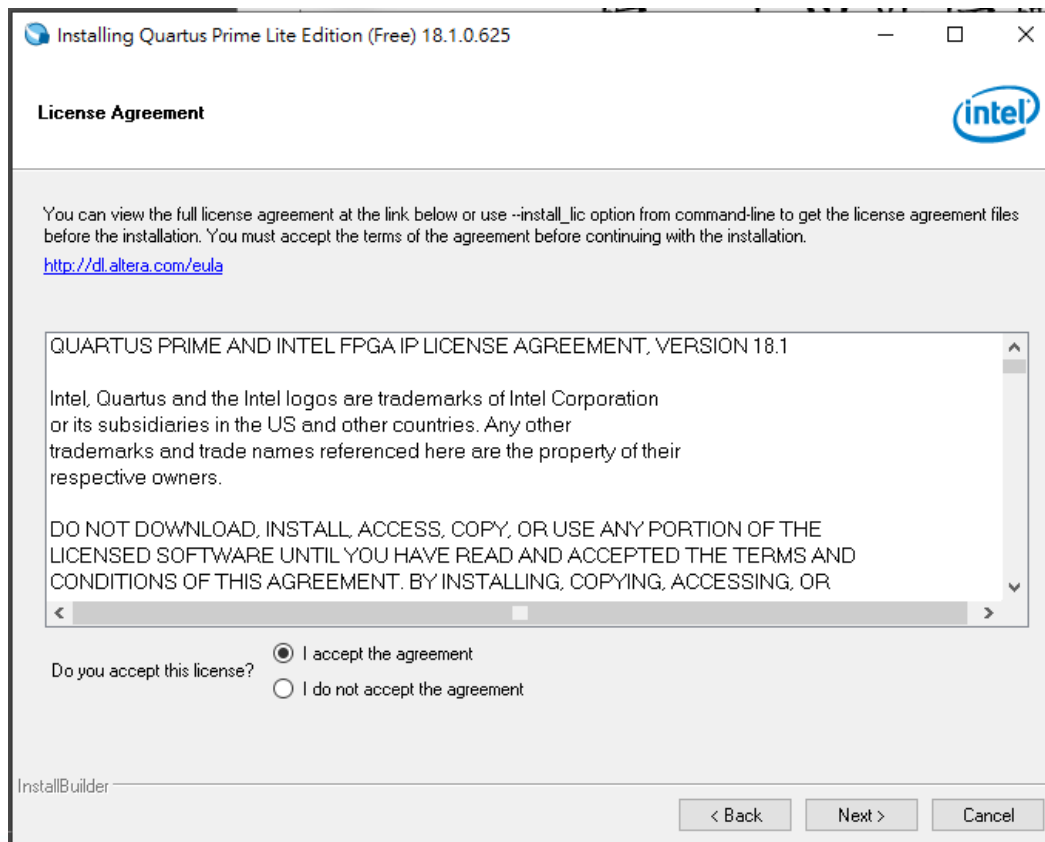 Installing Quartus Prime Lite Edition (Free) 18.1.0.625
License Agreement
intel
You can view the full license agreement at the link below or use --install_lic option from command-line to get the license agreement files
before the installation. You must accept the terms of the agreement before continuing with the installation.
http://dl.altera.com/eula
QUARTUS PRIME AND INTEL FPGA IP LICENSE AGREEMENT, VERSION 18.1
Intel, Quartus and the Intel logos are trademarks of Intel Corporation
or its subsidiaries in the US and other countries. Any other
trademarks and trade names referenced here are the property of their
respective owners.
DO NOT DOWNLOAD, INSTALL, ACCESS, COPY, OR USE ANY PORTION OF THE
LICENSED SOFTWARE UNTIL YOU HAVE READ AND ACCEPTED THE TERMS AND
CONDITIONS OF THIS AGREEMENT. BY INSTALLING, COPYING, ACCESSING, OR
Do you accept this license?
I accept the agreement
I do not accept the agreement
InstallBuilder
< Back
Next >
Cancel